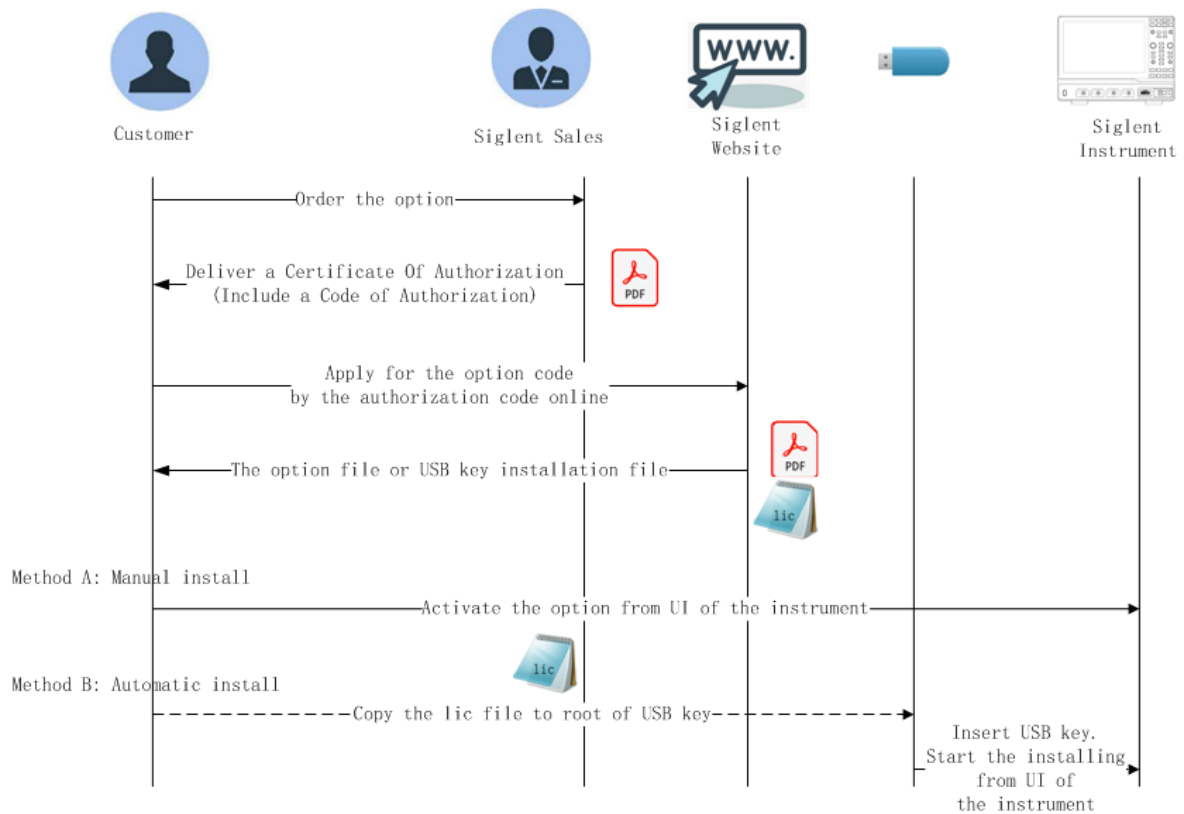 WWW.
Customer
Siglent Sales
Siglent
Website
Siglent
Instrument
Order the option
Deliver a Certificate Of Authorization
(Include a Code of Authorization)
PDF
Apply for the option code
by the authorization code online
The option file or USB key installation file
PDF
lic
Method A: Manual install
Activate the option from UI of the instrument
lic
Method B: Automatic install
Copy the lic file to root of USB key
Insert USB key.
Start the installing
from UI of
the instrument